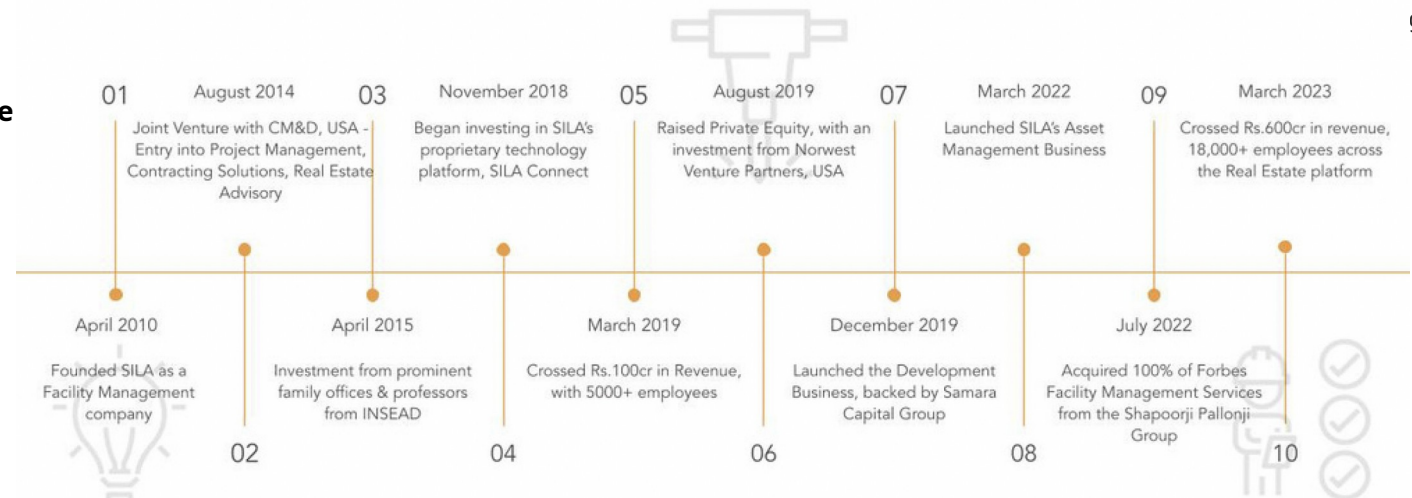 01
April 2010
Founded SILA as a
Facility Management
company
August 2014
Joint Venture with CM&D, USA -
Entry into Project Management,
Contracting Solutions, Real Estate
Advisory
02
03
April 2015
Investment from prominent
family offices & professors
from INSEAD
November 2018
Began investing in SILA's
proprietary technology
platform, SILA Connect
04
05
March 2019
Crossed Rs.100cr in Revenue,
with 5000+ employees
August 2019
Raised Private Equity, with an
investment from Norwest
Venture Partners, USA
06
07
December 2019
Launched the Development
Business, backed by Samara
Capital Group
March 2022
Launched SILA's Asset
Management Business
08
09
July 2022
Acquired 100% of Forbes
Facility Management Services
from the Shapoorji Pallonji
Group
March 2023
Crossed Rs.600cr in revenue,
18,000+ employees across
the Real Estate platform
10
e